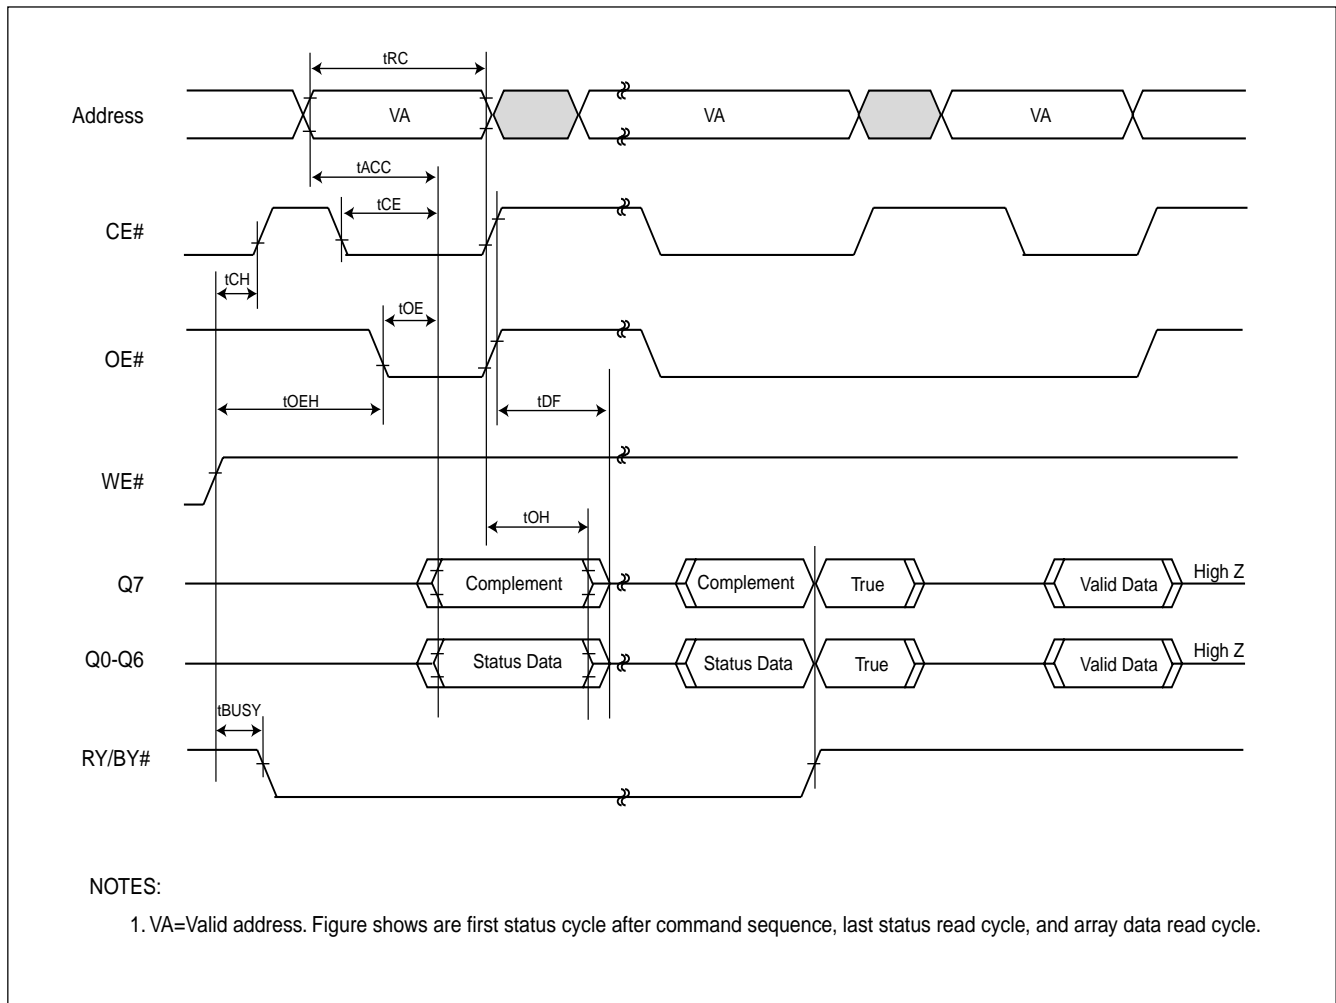 tRC
Address
VA
VA
VA
tACC
tCE
CE#
tCH
tOE
OE#
tOEH
tDF
WE#
tOH
Q7
Complement
Complement
True
Valid Data
High Z
Q0-Q6
Status Data
Status Data
True
Valid Data
High Z
tBUSY
RY/BY#
NOTES:
1. VA=Valid address. Figure shows are first status cycle after command sequence, last status read cycle, and array data read cycle.